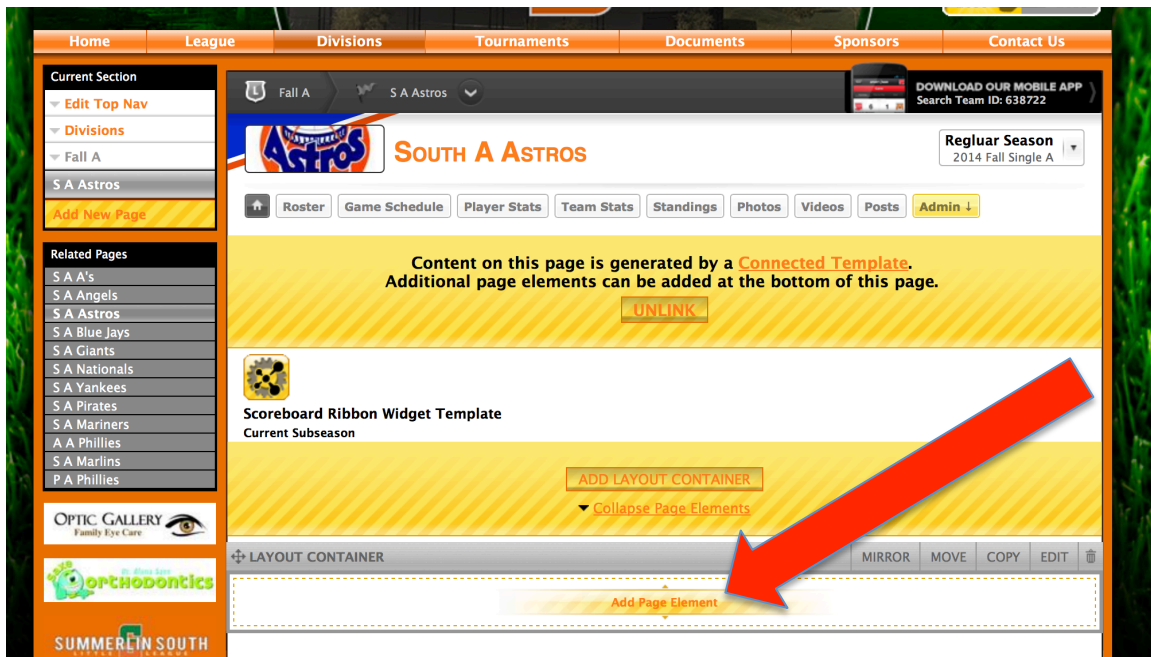 Home League Divisions Tournaments Documents Sponsors Contact Us
Current Section
Edit Top Nav
Divisions
Fall A
S A Astros
Add New Page
Related Pages
S A A's
S A Angels
S A Astros
S A Blue Jays
S A Giants
S A Nationals
S A Yankees
S A Pirates
S A Mariners
A A Phillies
S A Marlins
P A Phillies
OPTIC GALLERY
Family Eye Care
orthodontics
SUMMERLIN SOUTH
LITTLE LEAGUE
L Fall A S A Astros
DOWNLOAD OUR MOBILE APP
Search Team ID: 638722
Astros
SOUTH A ASTROS
Regluar Season
2014 Fall Single A
Roster Game Schedule Player Stats Team Stats Standings Photos Videos Posts Admin ↓
Content on this page is generated by a Connected Template.
Additional page elements can be added at the bottom of this page.
UNLINK
Scoreboard Ribbon Widget Template
Current Subseason
ADD LAYOUT CONTAINER
Collapse Page Elements
LAYOUT CONTAINER MIRROR MOVE COPY EDIT
Add Page Element